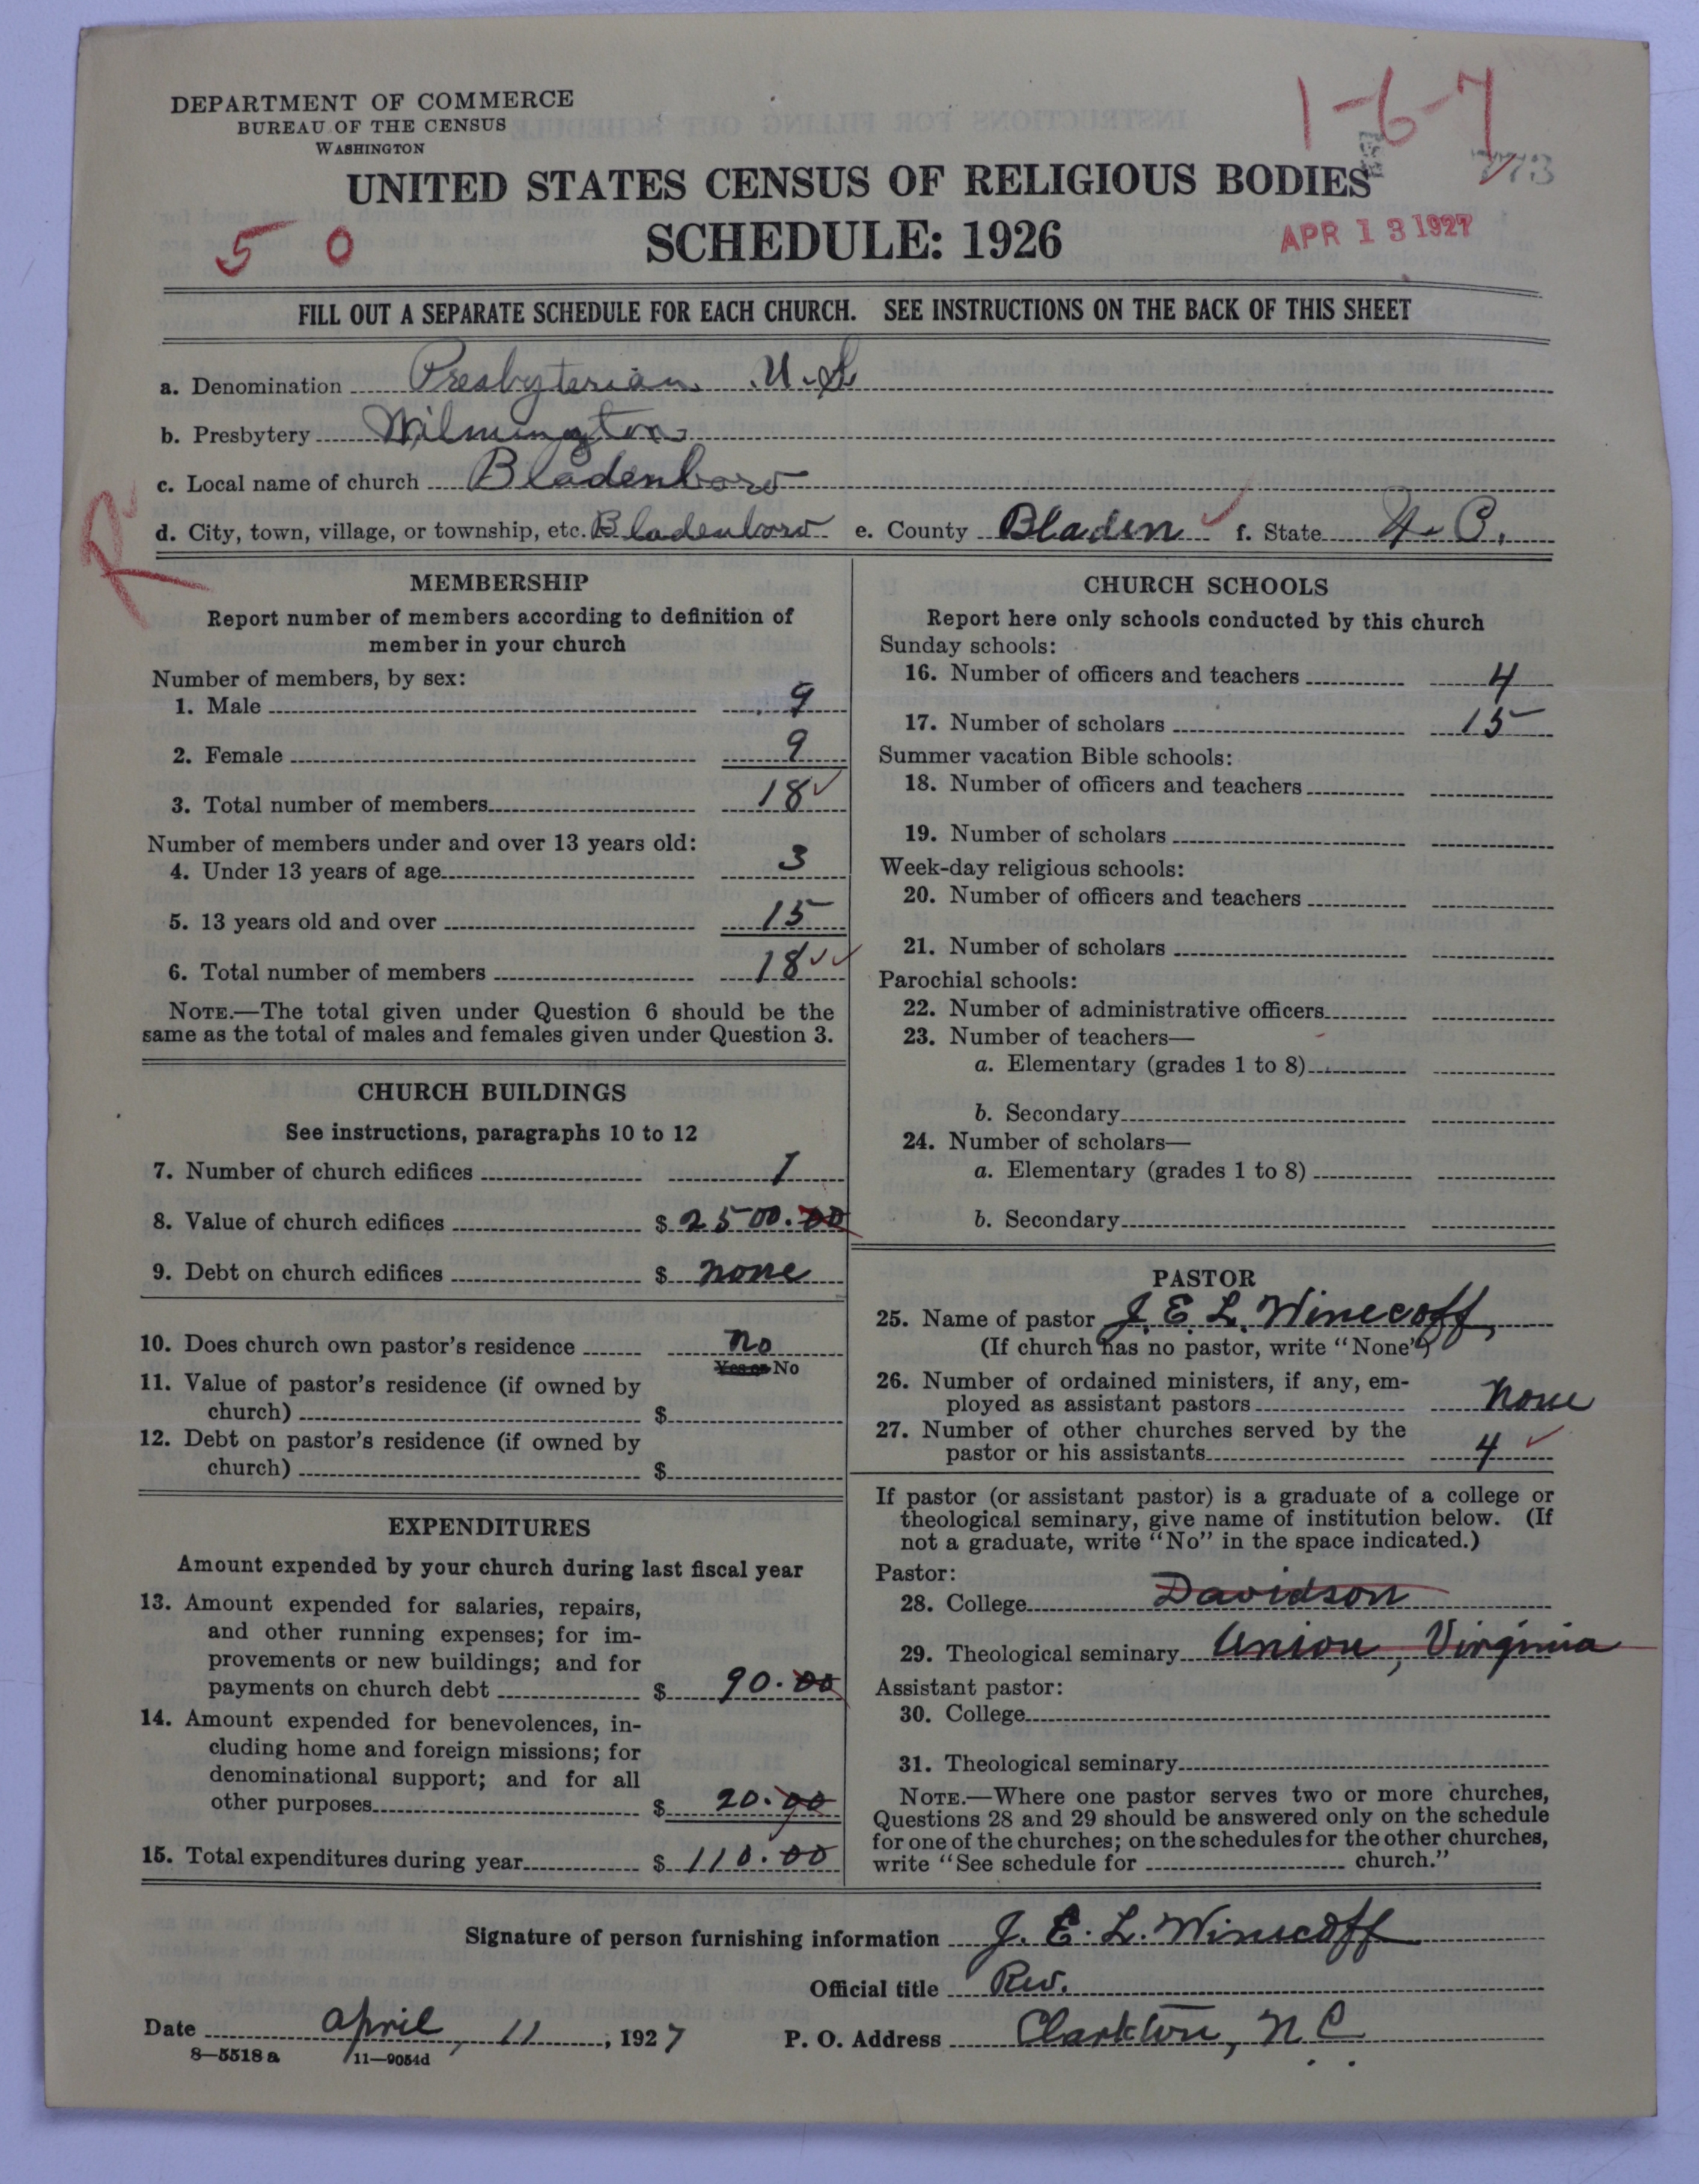 DEPARTMENT OF COMMERCE
BUREAU OF THE CENSUS
WASHINGTON
1-6-7
773
UNITED STATES CENSUS OF RELIGIOUS BODIES
SCHEDULE: 1926
5 0
APR 13 1927
FILL OUT A SEPARATE SCHEDULE FOR EACH CHURCH. SEE INSTRUCTIONS ON THE BACK OF THIS SHEET
a. Denomination Presbyterian U.S.
b. Presbytery Wilmington
c. Local name of church Bladenboro
R
d. City, town, village, or township, etc. Bladenboro e. County Bladen f. State N. C.
MEMBERSHIP
Report number of members according to definition of
member in your church
Number of members, by sex:
1. Male 9
2. Female 9
3. Total number of members 18
Number of members under and over 13 years old:
4. Under 13 years of age 3
5. 13 years old and over 15
6. Total number of members 18
NOTE.—The total given under Question 6 should be the
same as the total of males and females given under Question 3.
CHURCH BUILDINGS
See instructions, paragraphs 10 to 12
7. Number of church edifices 1
8. Value of church edifices $ 2500.00
9. Debt on church edifices $ none
10. Does church own pastor's residence no
Yes or No
11. Value of pastor's residence (if owned by
church) $
12. Debt on pastor's residence (if owned by
church) $
EXPENDITURES
Amount expended by your church during last fiscal year
13. Amount expended for salaries, repairs,
and other running expenses; for im-
provements or new buildings; and for
payments on church debt $ 90.00
14. Amount expended for benevolences, in-
cluding home and foreign missions; for
denominational support; and for all
other purposes $ 20.00
15. Total expenditures during year $ 110.00
CHURCH SCHOOLS
Report here only schools conducted by this church
Sunday schools:
16. Number of officers and teachers 4
17. Number of scholars 15
Summer vacation Bible schools:
18. Number of officers and teachers
19. Number of scholars
Week-day religious schools:
20. Number of officers and teachers
21. Number of scholars
Parochial schools:
22. Number of administrative officers
23. Number of teachers—
a. Elementary (grades 1 to 8)
b. Secondary
24. Number of scholars—
a. Elementary (grades 1 to 8)
b. Secondary
PASTOR
25. Name of pastor J. E. L. Winecoff
(If church has no pastor, write "None")
26. Number of ordained ministers, if any, em-
ployed as assistant pastors none
27. Number of other churches served by the
pastor or his assistants 4
If pastor (or assistant pastor) is a graduate of a college or
theological seminary, give name of institution below. (If
not a graduate, write "No" in the space indicated.)
Pastor:
28. College Davidson
29. Theological seminary Union, Virginia
Assistant pastor:
30. College
31. Theological seminary
NOTE.—Where one pastor serves two or more churches,
Questions 28 and 29 should be answered only on the schedule
for one of the churches; on the schedules for the other churches,
write "See schedule for church."
Signature of person furnishing information J. E. L. Winecoff
Official title Rev.
Date april, 11, 1927 P. O. Address Clarkton, N C
8—5518 a 11—9054d